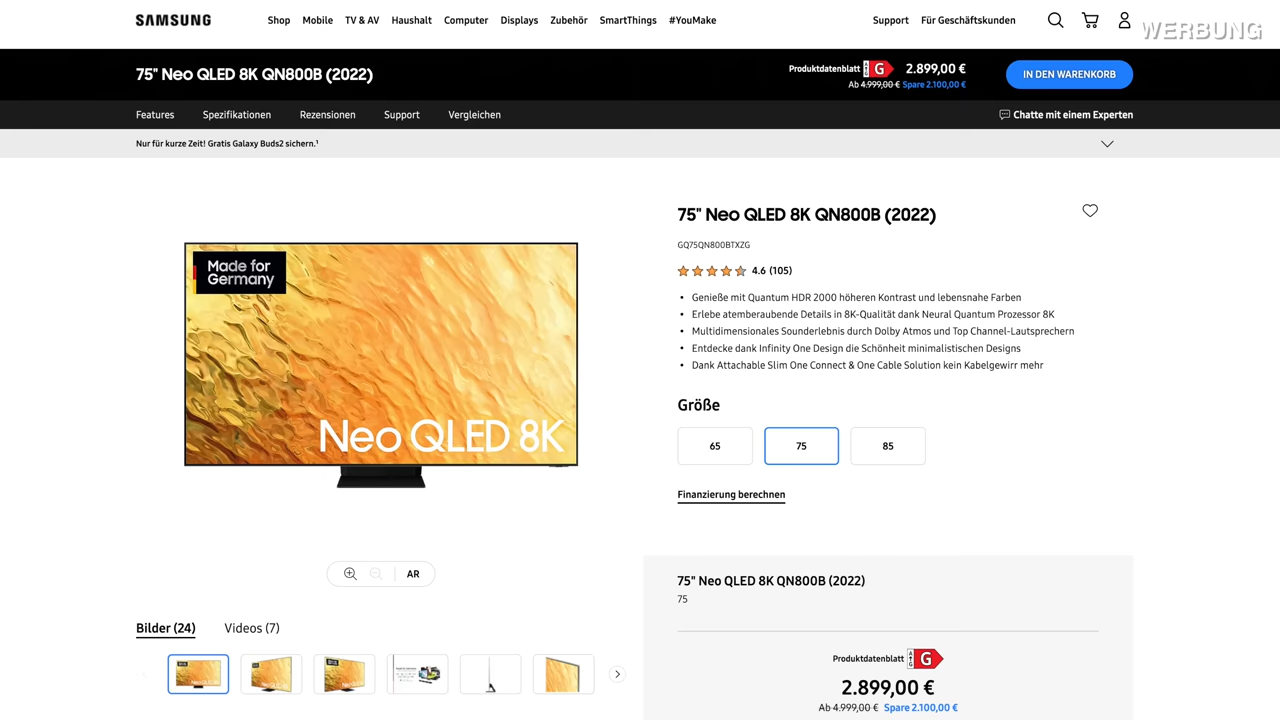 SAMSUNG
Shop Mobile TV & AV Haushalt Computer Displays Zubehör SmartThings #YouMake
Support Für Geschäftskunden
WERBUNG
75" Neo QLED 8K QN800B (2022)
Produktdatenblatt G 2.899,00 €
Ab 4.999,00 € Spare 2.100,00 €
IN DEN WARENKORB
Features Spezifikationen Rezensionen Support Vergleichen
Chatte mit einem Experten
Nur für kurze Zeit! Gratis Galaxy Buds2 sichern.¹
Made for
Germany
Neo QLED 8K
75" Neo QLED 8K QN800B (2022)
GQ75QN800BTXZG
4.6 (105)
• Genieße mit Quantum HDR 2000 höheren Kontrast und lebensnahe Farben
• Erlebe atemberaubende Details in 8K-Qualität dank Neural Quantum Prozessor 8K
• Multidimensionales Sounderlebnis durch Dolby Atmos und Top Channel-Lautsprechern
• Entdecke dank Infinity One Design die Schönheit minimalistischen Designs
• Dank Attachable Slim One Connect & One Cable Solution kein Kabelgewirr mehr
Größe
65 75 85
Finanzierung berechnen
AR
Bilder (24) Videos (7)
75" Neo QLED 8K QN800B (2022)
75
Produktdatenblatt G
2.899,00 €
Ab 4.999,00 € Spare 2.100,00 €